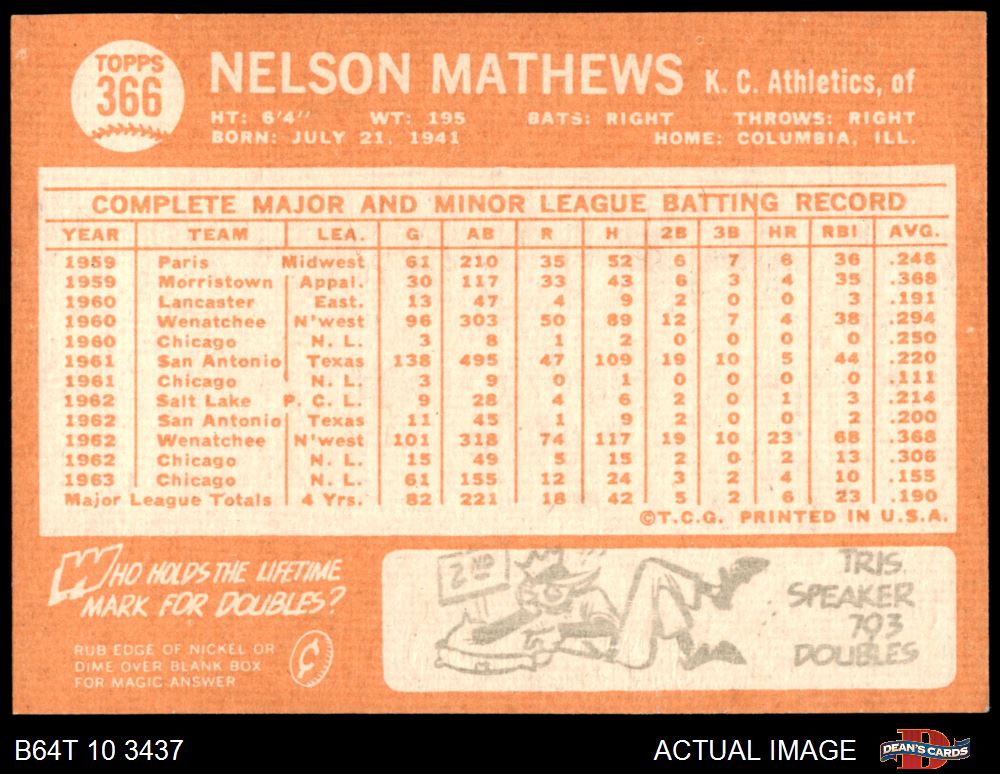 TOPPS
366
NELSON MATHEWS K. C. Athletics, of
HT: 6'4" WT: 195 BATS: RIGHT THROWS: RIGHT
BORN: JULY 21, 1941 HOME: COLUMBIA, ILL.
COMPLETE MAJOR AND MINOR LEAGUE BATTING RECORD
YEAR TEAM LEA. G AB R H 2B 3B HR RBI AVG.
1959 Paris Midwest 61 210 35 52 6 7 6 36 .248
1959 Morristown Appal. 30 117 33 43 6 3 4 35 .368
1960 Lancaster East. 13 47 4 9 2 0 0 3 .191
1960 Wenatchee N'west 96 303 50 89 12 7 4 38 .294
1960 Chicago N. L. 3 8 1 2 0 0 0 0 .250
1961 San Antonio Texas 138 495 47 109 19 10 5 44 .220
1961 Chicago N. L. 3 9 0 1 0 0 0 0 .111
1962 Salt Lake P. C. L. 9 28 4 6 2 0 1 3 .214
1962 San Antonio Texas 11 45 1 9 2 0 0 2 .200
1962 Wenatchee N'west 101 318 74 117 19 10 23 68 .368
1962 Chicago N. L. 15 49 5 15 2 0 2 13 .306
1963 Chicago N. L. 61 155 12 24 3 2 4 10 .155
Major League Totals 4 Yrs. 82 221 18 42 5 2 6 23 .190
©T.C.G. PRINTED IN U.S.A.
WHO HOLDS THE LIFETIME
MARK FOR DOUBLES?
RUB EDGE OF NICKEL OR
DIME OVER BLANK BOX
FOR MAGIC ANSWER
2ND
TRIS
SPEAKER
793
DOUBLES
B64T 10 3437 ACTUAL IMAGE DEAN'S CARDS